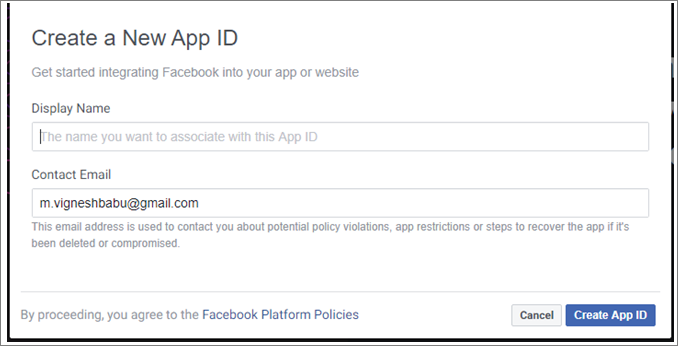 Create a New App ID
Get started integrating Facebook into your app or website
Display Name
The name you want to associate with this App ID
Contact Email
m.vigneshbabu@gmail.com
This email address is used to contact you about potential policy violations, app restrictions or steps to recover the app if it's
been deleted or compromised.
By proceeding, you agree to the Facebook Platform Policies
Cancel
Create App ID